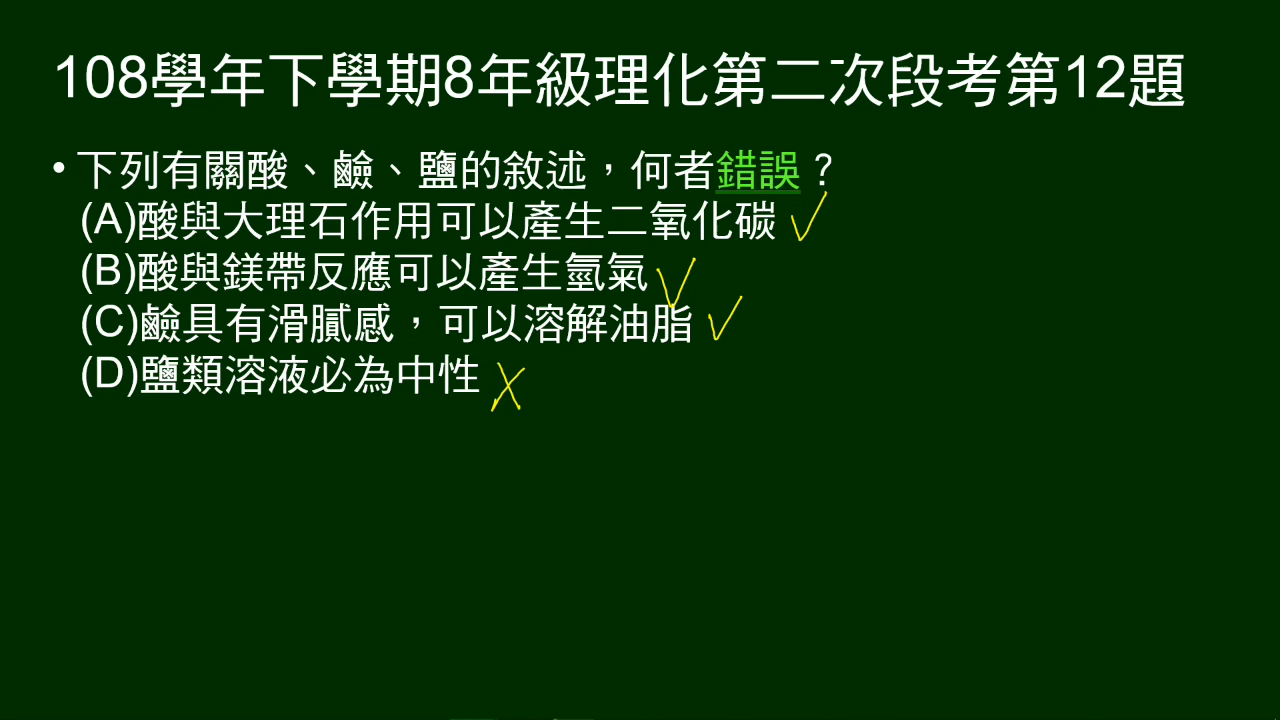 108學年下學期8年級理化第二次段考第12題
• 下列有關酸、鹼、鹽的敘述，何者錯誤？
(A)酸與大理石作用可以產生二氧化碳
(B)酸與鎂帶反應可以產生氫氣
(C)鹼具有滑膩感，可以溶解油脂
(D)鹽類溶液必為中性